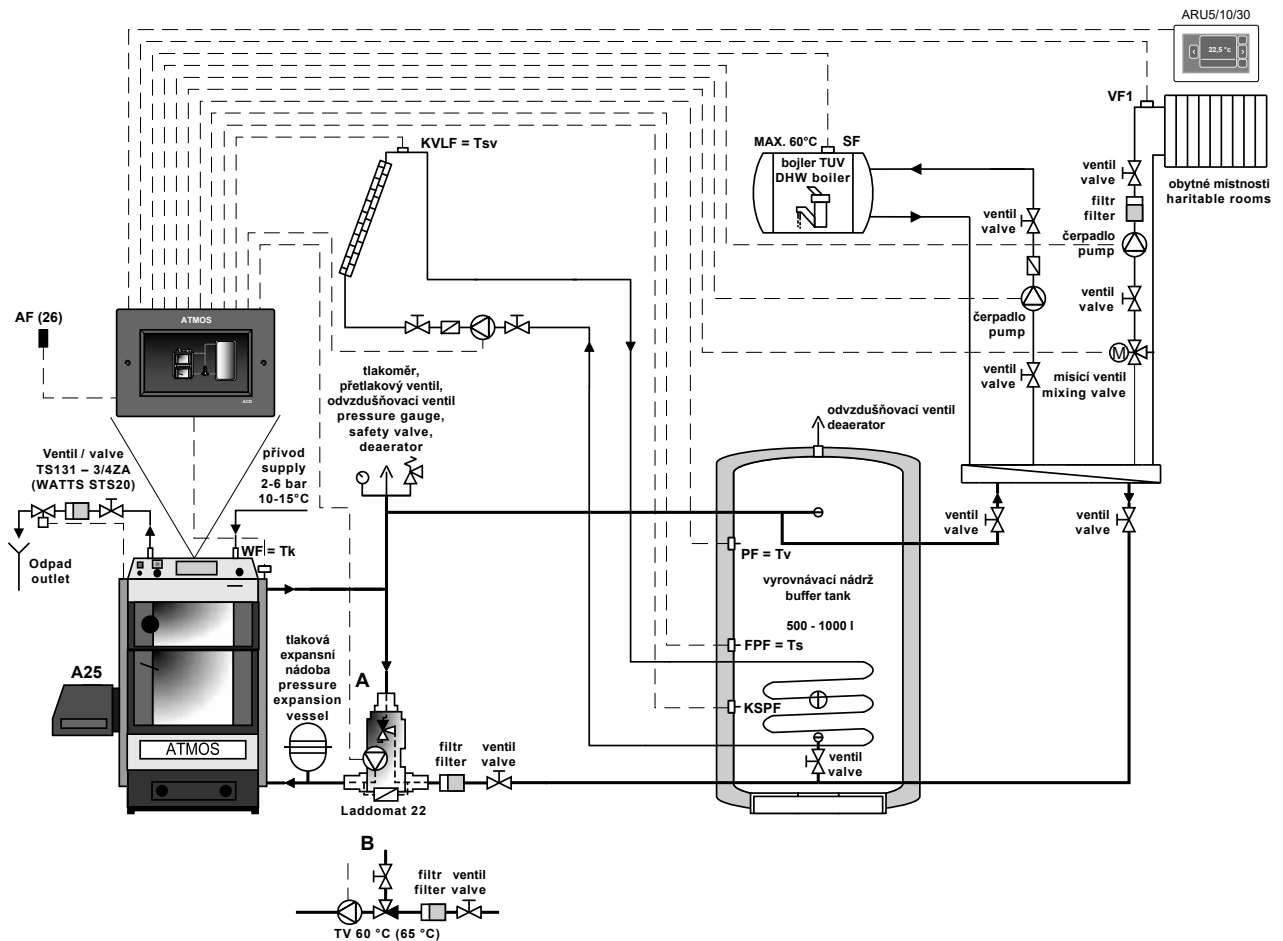 ARU5/10/30
22,5 °c
VF1
KVLF = Tsv
MAX. 60°C
SF
bojler TUV
DHW boiler
ventil
valve
obytné místnosti
haritable rooms
filtr
filter
ventil
valve
čerpadlo
pump
AF (26)
ATMOS
ACD
čerpadlo
pump
ventil
valve
M
mísící ventil
mixing valve
ventil
valve
tlakoměr,
přetlakový ventil,
odvzdušňovací ventil
pressure gauge,
safety valve,
deaerator
odvzdušňovací ventil
deaerator
Ventil / valve
TS131 – 3/4ZA
(WATTS STS20)
přívod
supply
2-6 bar
10-15°C
ventil
valve
ventil
valve
WF = Tk
Odpad
outlet
PF = Tv
vyrovnávací nádrž
buffer tank
500 - 1000 l
FPF = Ts
tlaková
expansní
nádoba
pressure
expansion
vessel
A25
A
KSPF
ATMOS
filtr
filter
ventil
valve
ventil
valve
Laddomat 22
B
filtr
filter
ventil
valve
TV 60 °C (65 °C)